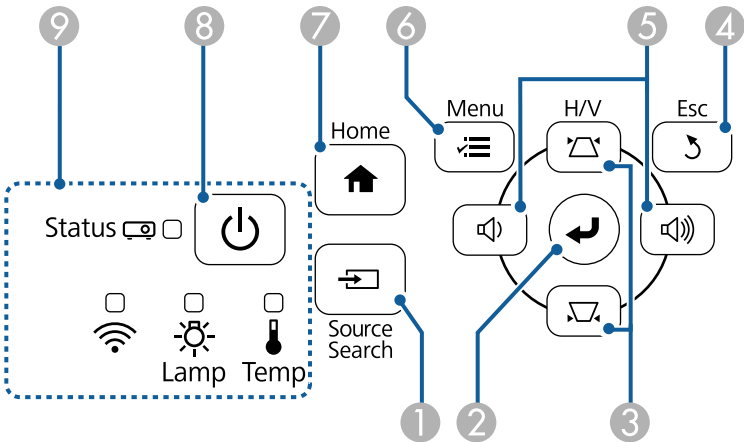 9
8
7
6
5
4
Menu
H/V
Esc
Home
Status
Source
Search
Lamp
Temp
1
2
3